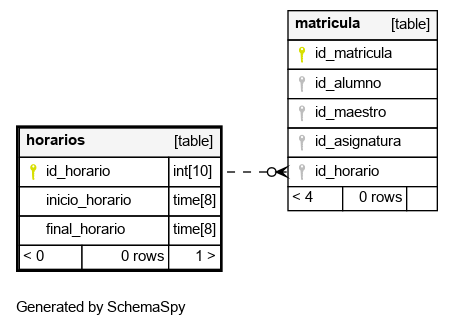 matricula [table]
id_matricula
id_alumno
id_maestro
id_asignatura
id_horario
< 4 0 rows
horarios [table]
id_horario int[10]
inicio_horario time[8]
final_horario time[8]
< 0 0 rows 1 >
Generated by SchemaSpy